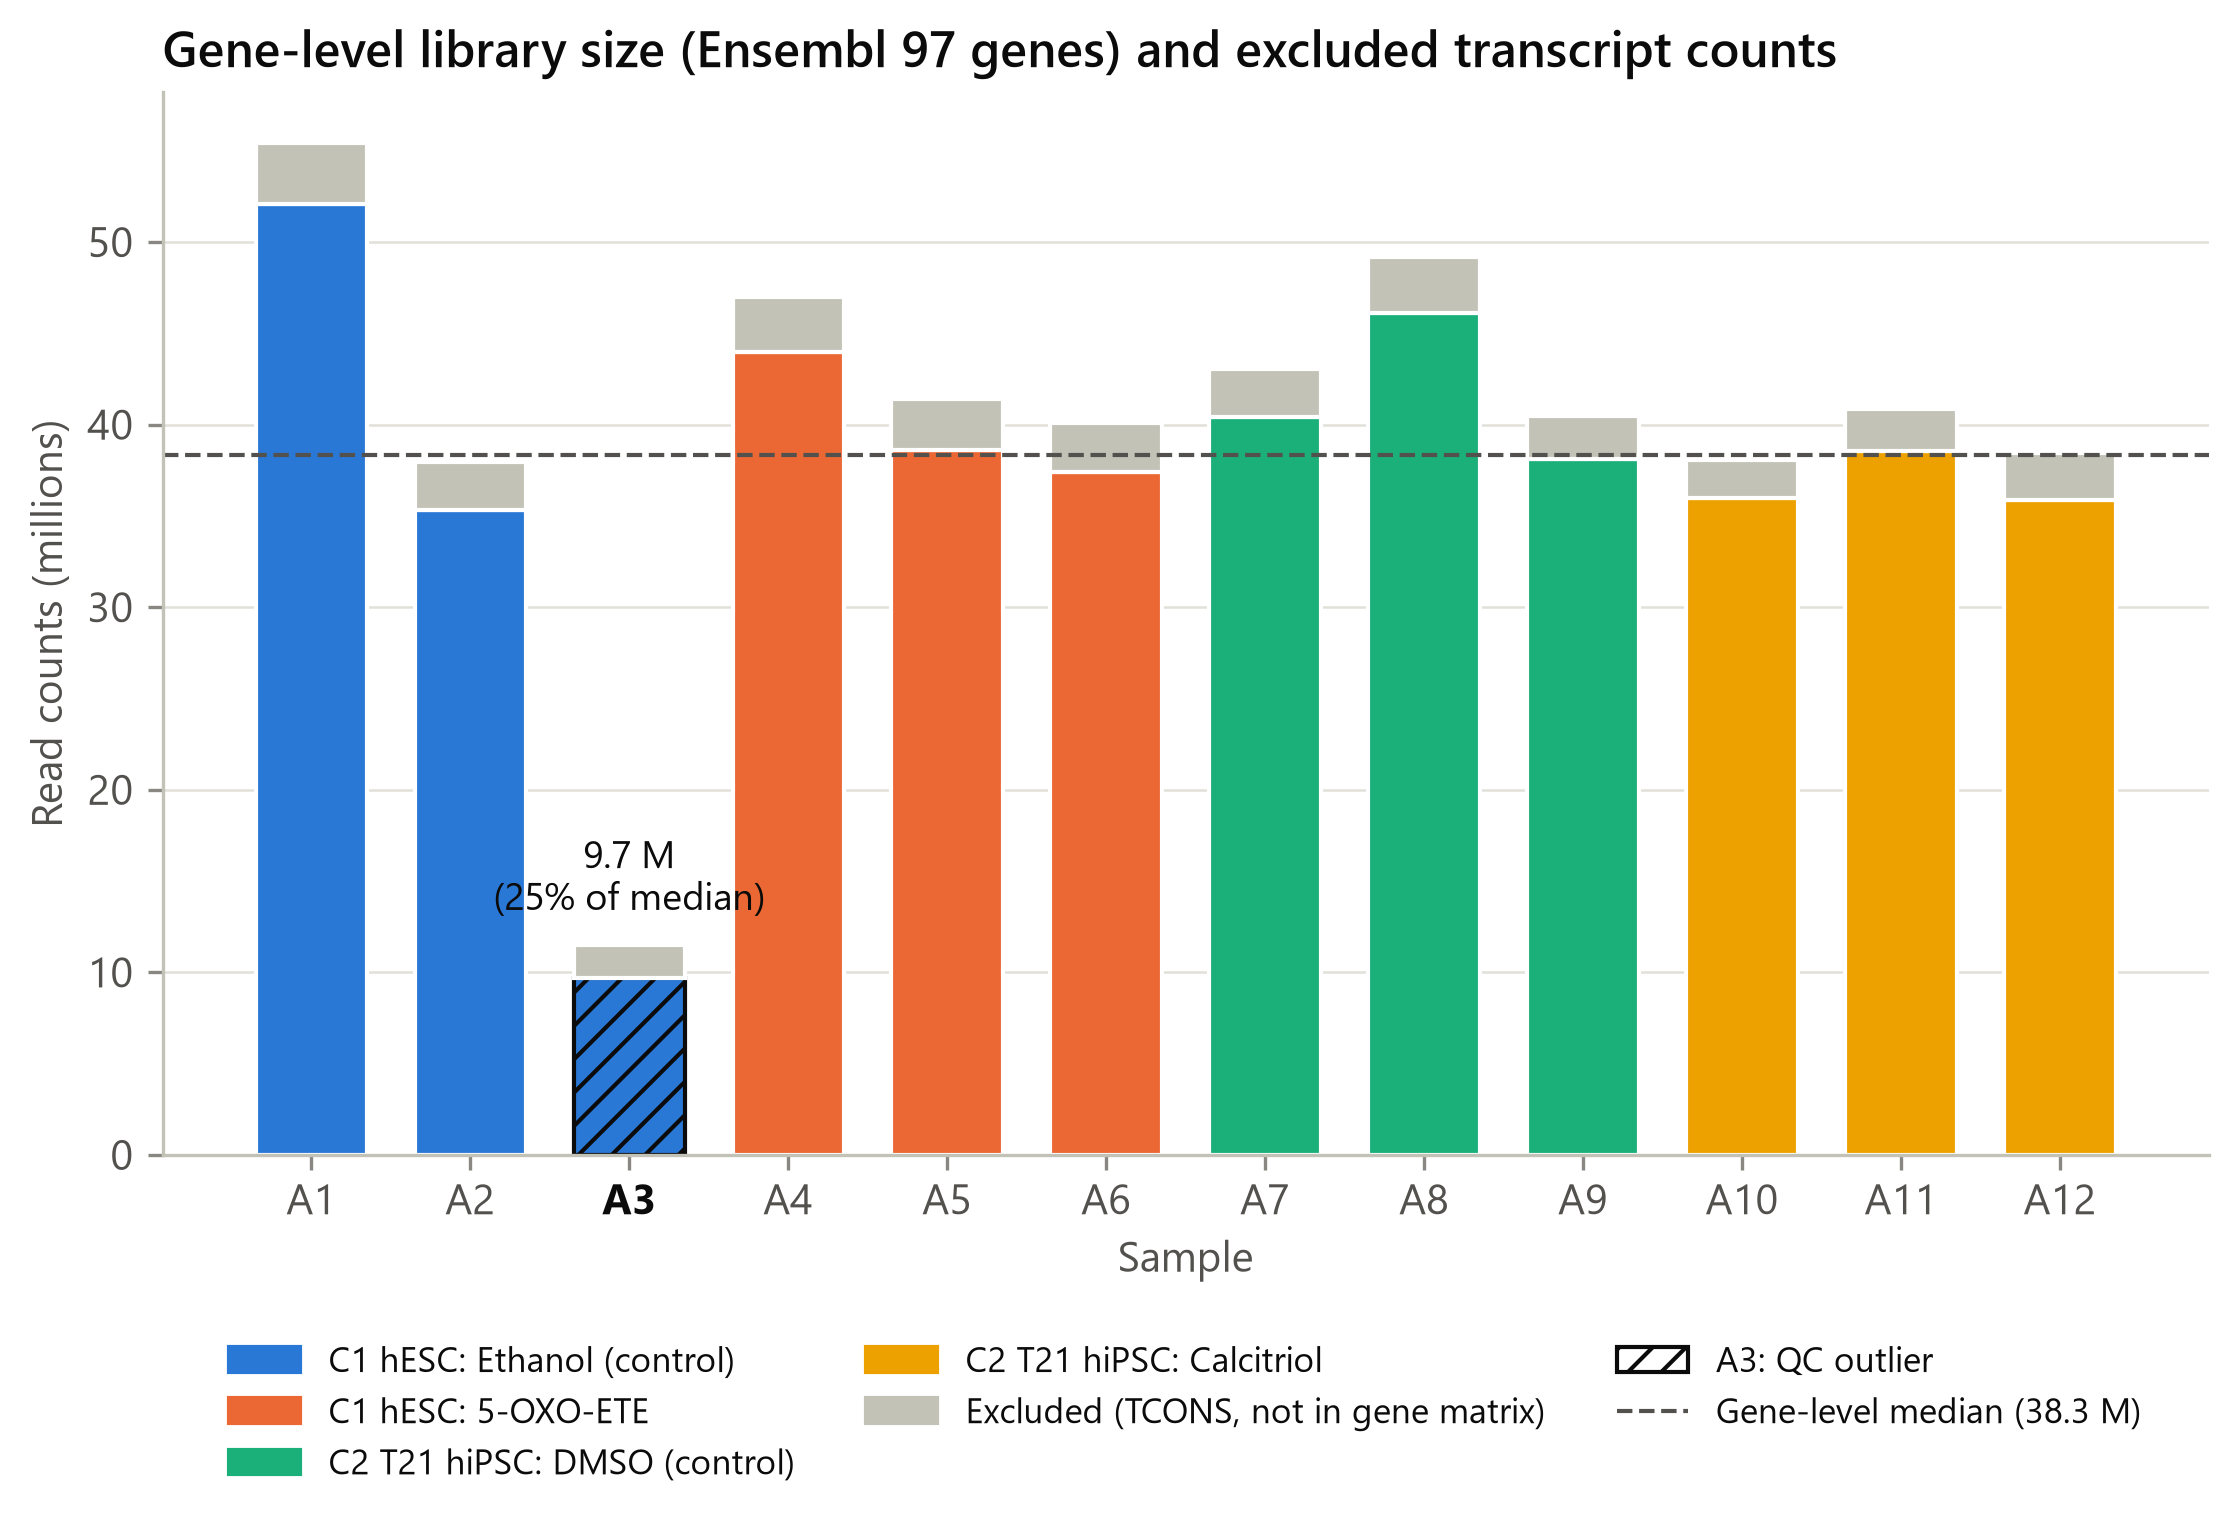 Gene-level library size (Ensembl 97 genes) and excluded transcript counts
Read counts (millions)
50
40
30
20
10
0
9.7 M
(25% of median)
A1
A2
A3
A4
A5
A6
A7
A8
A9
A10
A11
A12
Sample
C1 hESC: Ethanol (control)
C1 hESC: 5-OXO-ETE
C2 T21 hiPSC: DMSO (control)
C2 T21 hiPSC: Calcitriol
Excluded (TCONS, not in gene matrix)
A3: QC outlier
Gene-level median (38.3 M)